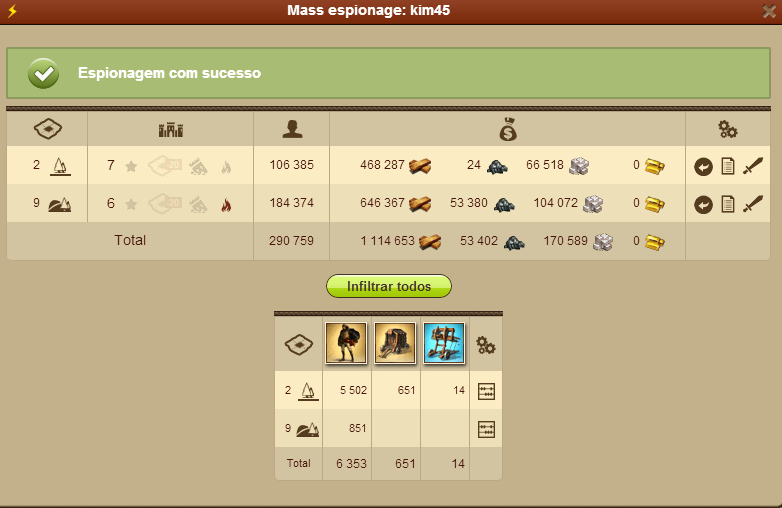 Mass espionage: kim45
Espionagem com sucesso
2 7 20 106 385 468 287 24 66 518 0
9 6 20 184 374 646 367 53 380 104 072 0
Total 290 759 1 114 653 53 402 170 589 0
Infiltrar todos
2 5 502 651 14
9 851
Total 6 353 651 14